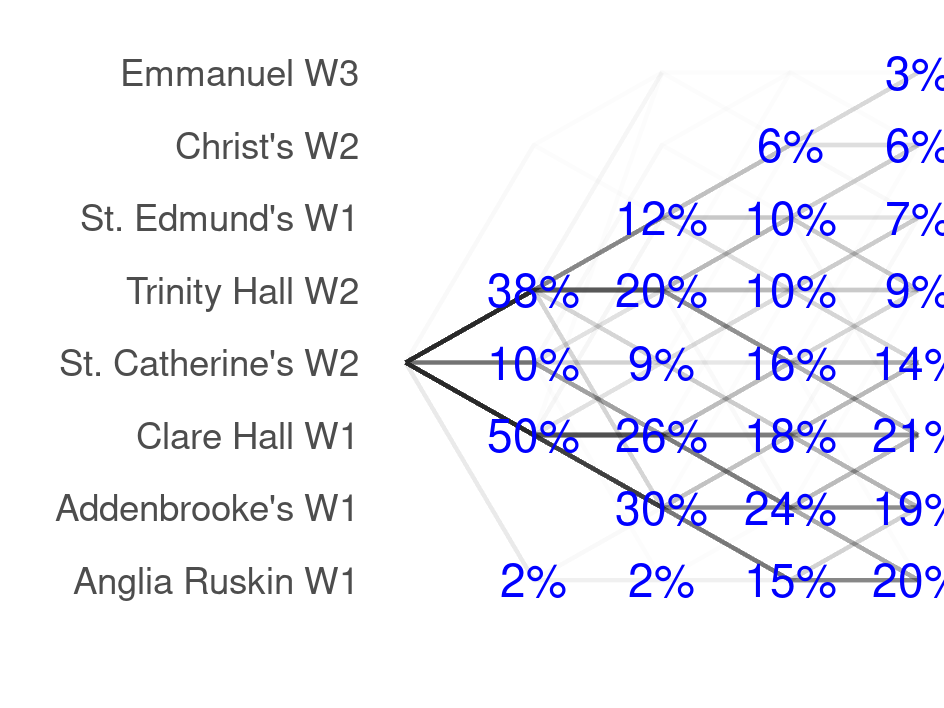 Emmanuel W3 3%
Christ's W2 6% 6%
St. Edmund's W1 12% 10% 7%
Trinity Hall W2 38% 20% 10% 9%
St. Catherine's W2 10% 9% 16% 14%
Clare Hall W1 50% 26% 18% 21%
Addenbrooke's W1 30% 24% 19%
Anglia Ruskin W1 2% 2% 15% 20%